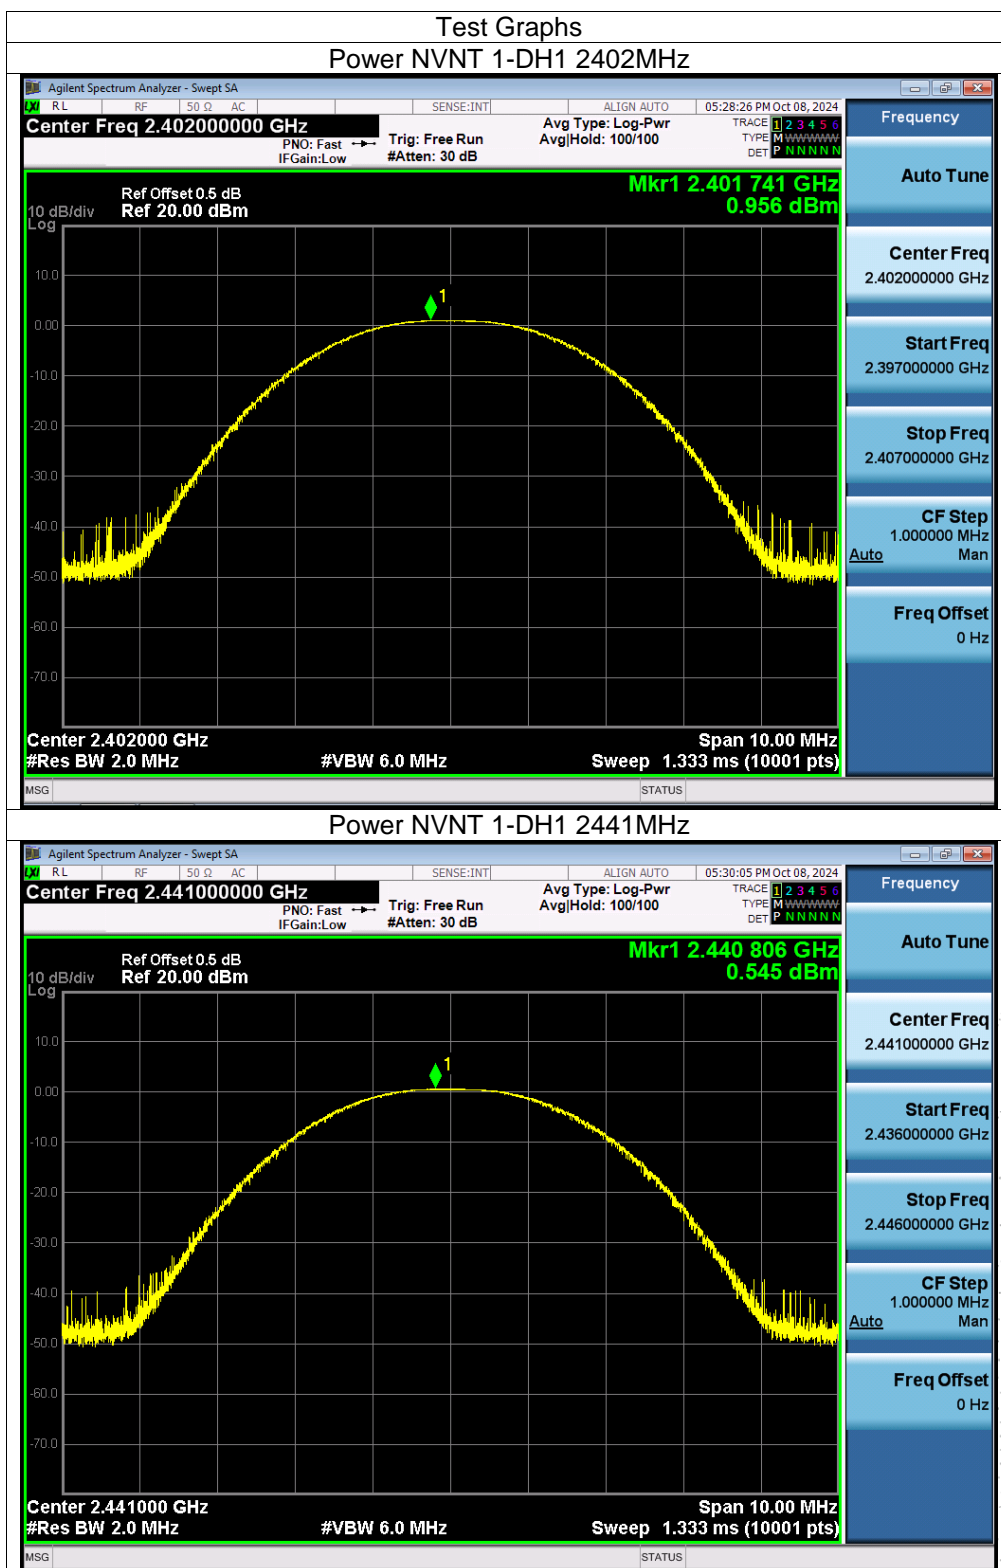 Test Graphs
Power NVNT 1-DH1 2402MHz
Agilent Spectrum Analyzer - Swept SA
LXI RL RF 50 Ω AC SENSE:INT ALIGN AUTO 05:28:26 PM Oct 08, 2024
Center Freq 2.402000000 GHz
PNO: Fast
IFGain:Low
Trig: Free Run
#Atten: 30 dB
Avg Type: Log-Pwr
Avg|Hold: 100/100
TRACE 1 2 3 4 5 6
TYPE M W W W W W
DET P N N N N N
Frequency
Auto Tune
Center Freq
2.402000000 GHz
Start Freq
2.397000000 GHz
Stop Freq
2.407000000 GHz
CF Step
1.000000 MHz
Auto Man
Freq Offset
0 Hz
Mkr1 2.401 741 GHz
0.956 dBm
Ref Offset 0.5 dB
10 dB/div Ref 20.00 dBm
Log
1
10.0
0.00
-10.0
-20.0
-30.0
-40.0
-50.0
-60.0
-70.0
Center 2.402000 GHz Span 10.00 MHz
#Res BW 2.0 MHz #VBW 6.0 MHz Sweep 1.333 ms (10001 pts)
MSG STATUS
Power NVNT 1-DH1 2441MHz
Agilent Spectrum Analyzer - Swept SA
LXI RL RF 50 Ω AC SENSE:INT ALIGN AUTO 05:30:05 PM Oct 08, 2024
Center Freq 2.441000000 GHz
PNO: Fast
IFGain:Low
Trig: Free Run
#Atten: 30 dB
Avg Type: Log-Pwr
Avg|Hold: 100/100
TRACE 1 2 3 4 5 6
TYPE M W W W W W
DET P N N N N N
Frequency
Auto Tune
Center Freq
2.441000000 GHz
Start Freq
2.436000000 GHz
Stop Freq
2.446000000 GHz
CF Step
1.000000 MHz
Auto Man
Freq Offset
0 Hz
Mkr1 2.440 806 GHz
0.545 dBm
Ref Offset 0.5 dB
10 dB/div Ref 20.00 dBm
Log
1
10.0
0.00
-10.0
-20.0
-30.0
-40.0
-50.0
-60.0
-70.0
Center 2.441000 GHz Span 10.00 MHz
#Res BW 2.0 MHz #VBW 6.0 MHz Sweep 1.333 ms (10001 pts)
MSG STATUS